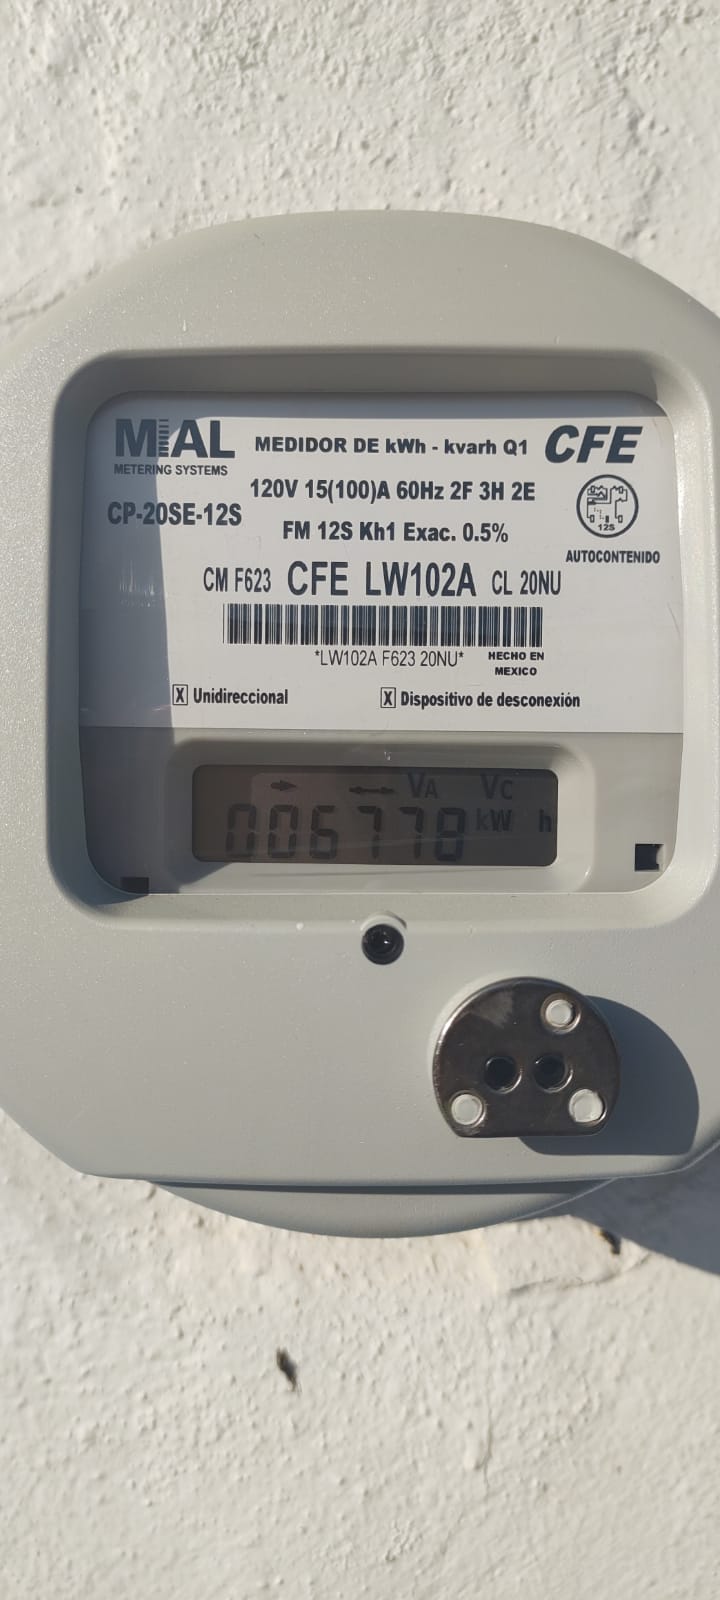 MIAL
METERING SYSTEMS
MEDIDOR DE kWh - kvarh Q1
CFE
120V 15(100)A 60Hz 2F 3H 2E
CP-20SE-12S
FM 12S Kh1 Exac. 0.5%
12S
AUTOCONTENIDO
CM F623 CFE LW102A CL 20NU
*LW102A F623 20NU*
HECHO EN
MEXICO
X Unidireccional
X Dispositivo de desconexión
VA VC
006778 kW h